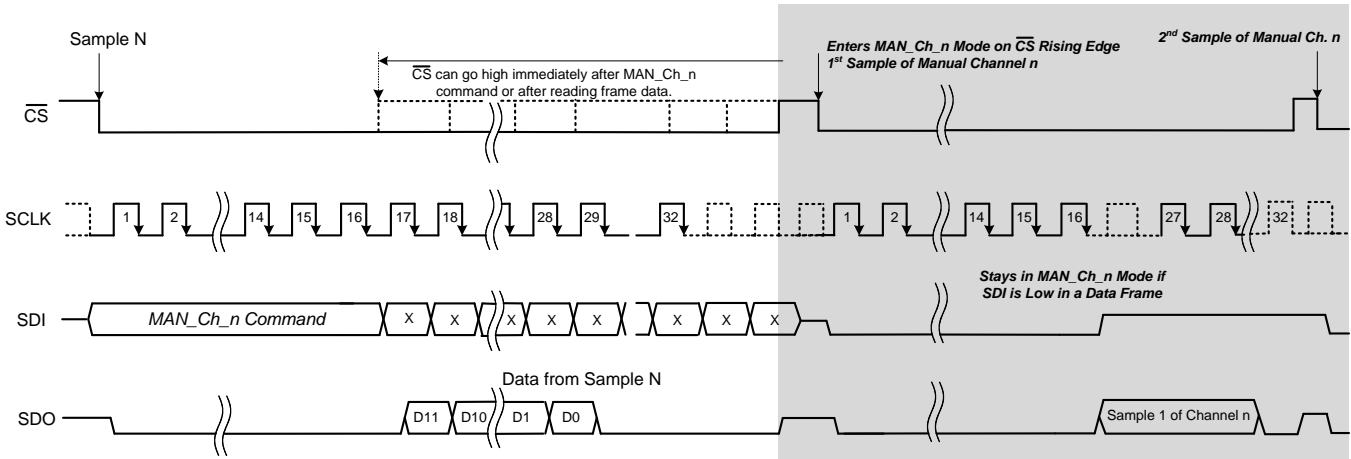 Sample N
Enters MAN_Ch_n Mode on CS Rising Edge
1st Sample of Manual Channel n
2nd Sample of Manual Ch. n
CS can go high immediately after MAN_Ch_n
command or after reading frame data.
CS
SCLK 1 2 14 15 16 17 18 28 29 32 1 2 14 15 16 27 28 32
Stays in MAN_Ch_n Mode if
SDI is Low in a Data Frame
SDI MAN_Ch_n Command X X X X X X X X
Data from Sample N
SDO D11 D10 D1 D0 Sample 1 of Channel n